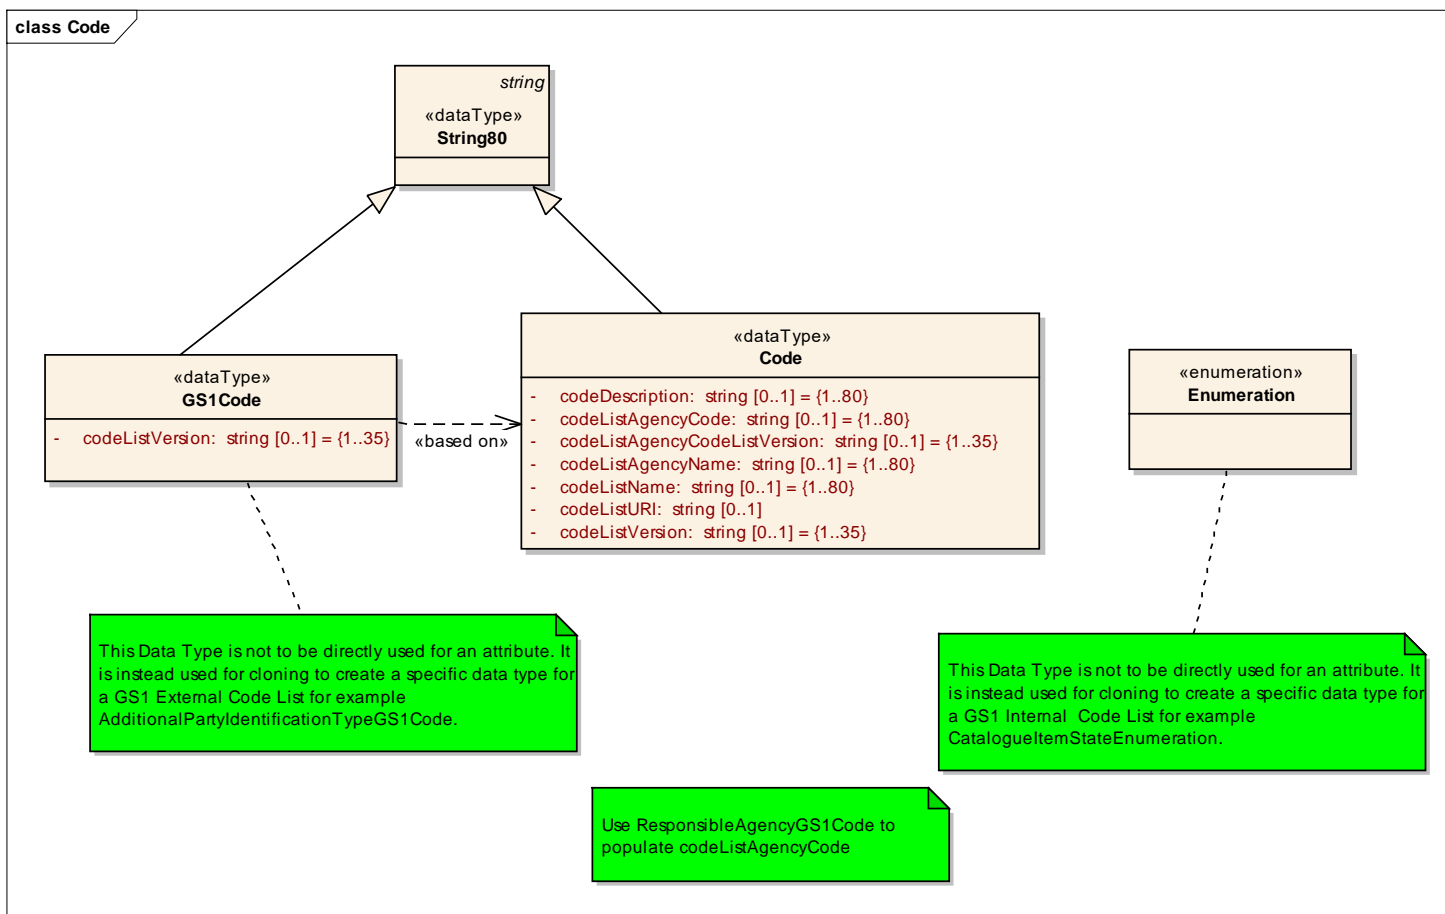 class Code
string
«dataType»
String80
«dataType»
GS1Code
- codeListVersion: string [0..1] = {1..35}
«based on»
«dataType»
Code
- codeDescription: string [0..1] = {1..80}
- codeListAgencyCode: string [0..1] = {1..80}
- codeListAgencyCodeListVersion: string [0..1] = {1..35}
- codeListAgencyName: string [0..1] = {1..80}
- codeListName: string [0..1] = {1..80}
- codeListURI: string [0..1]
- codeListVersion: string [0..1] = {1..35}
«enumeration»
Enumeration
This Data Type is not to be directly used for an attribute. It
is instead used for cloning to create a specific data type for
a GS1 External Code List for example
AdditionalPartyIdentificationTypeGS1Code.
This Data Type is not to be directly used for an attribute. It
is instead used for cloning to create a specific data type for
a GS1 Internal Code List for example
CatalogueItemStateEnumeration.
Use ResponsibleAgencyGS1Code to
populate codeListAgencyCode